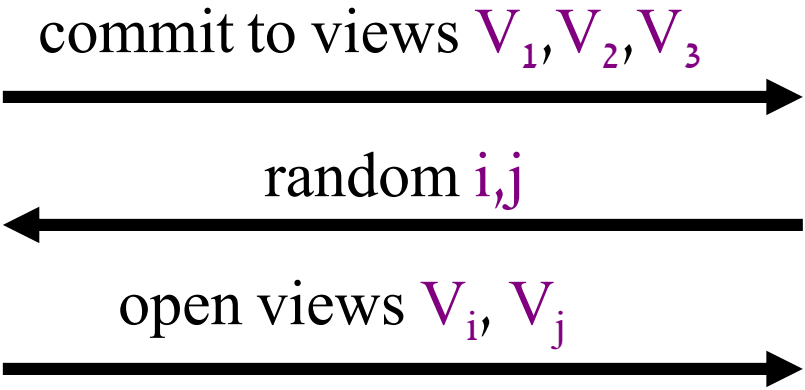 commit to views V₁,V₂,V₃
random i,j
open views Vᵢ, Vⱼ